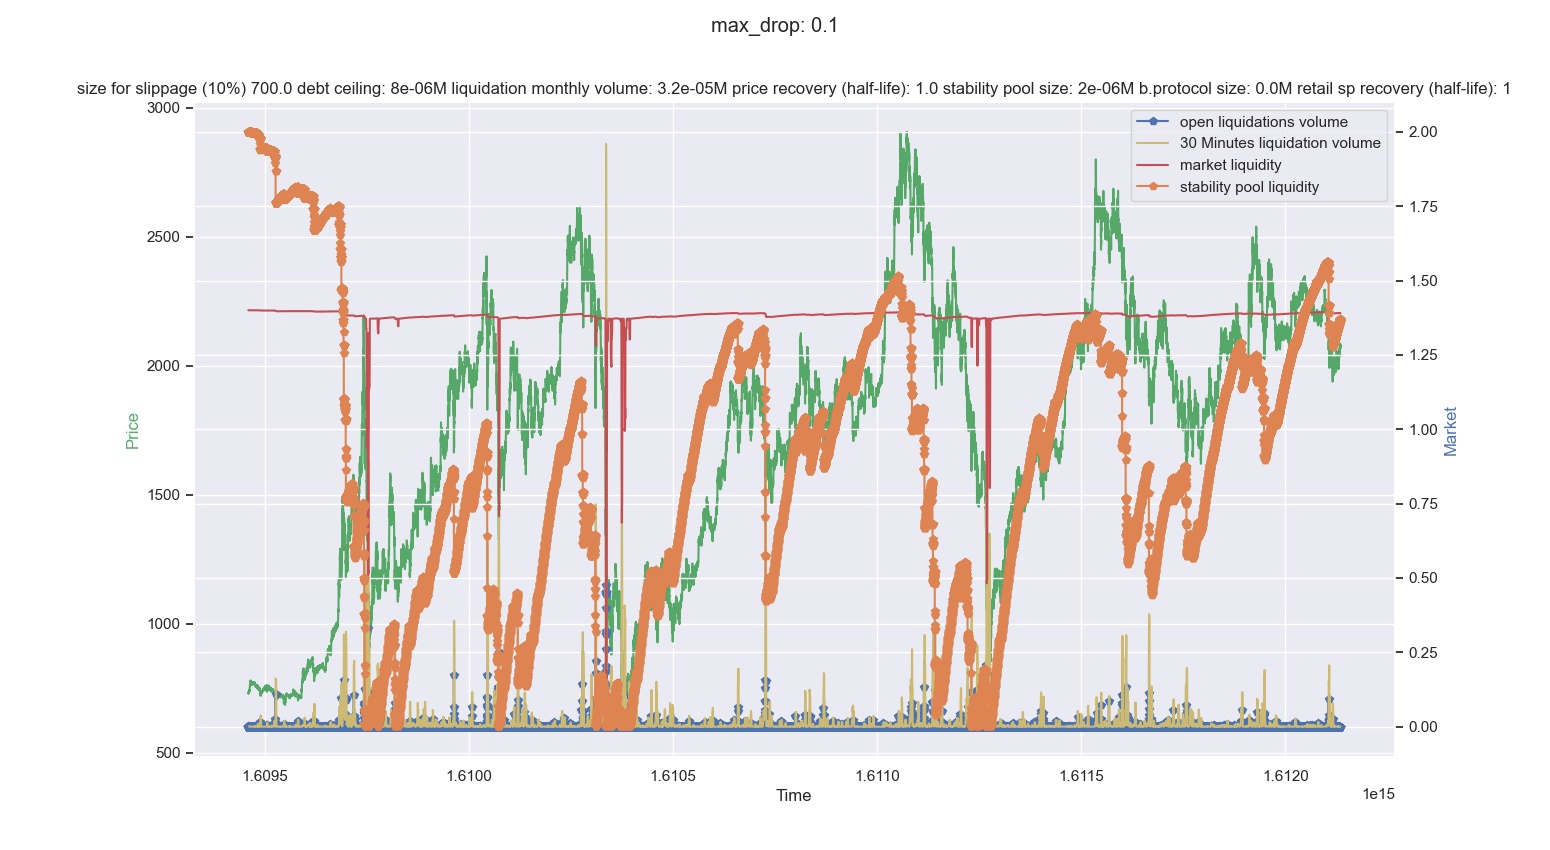 max_drop: 0.1
size for slippage (10%) 700.0 debt ceiling: 8e-06M liquidation monthly volume: 3.2e-05M price recovery (half-life): 1.0 stability pool size: 2e-06M b.protocol size: 0.0M retail sp recovery (half-life): 1
open liquidations volume
30 Minutes liquidation volume
market liquidity
stability pool liquidity
3000
2500
2000
1500
1000
500
Price
2.00
1.75
1.50
1.25
1.00
0.75
0.50
0.25
0.00
Market
1.6095
1.6100
1.6105
1.6110
1.6115
1.6120
1e15
Time